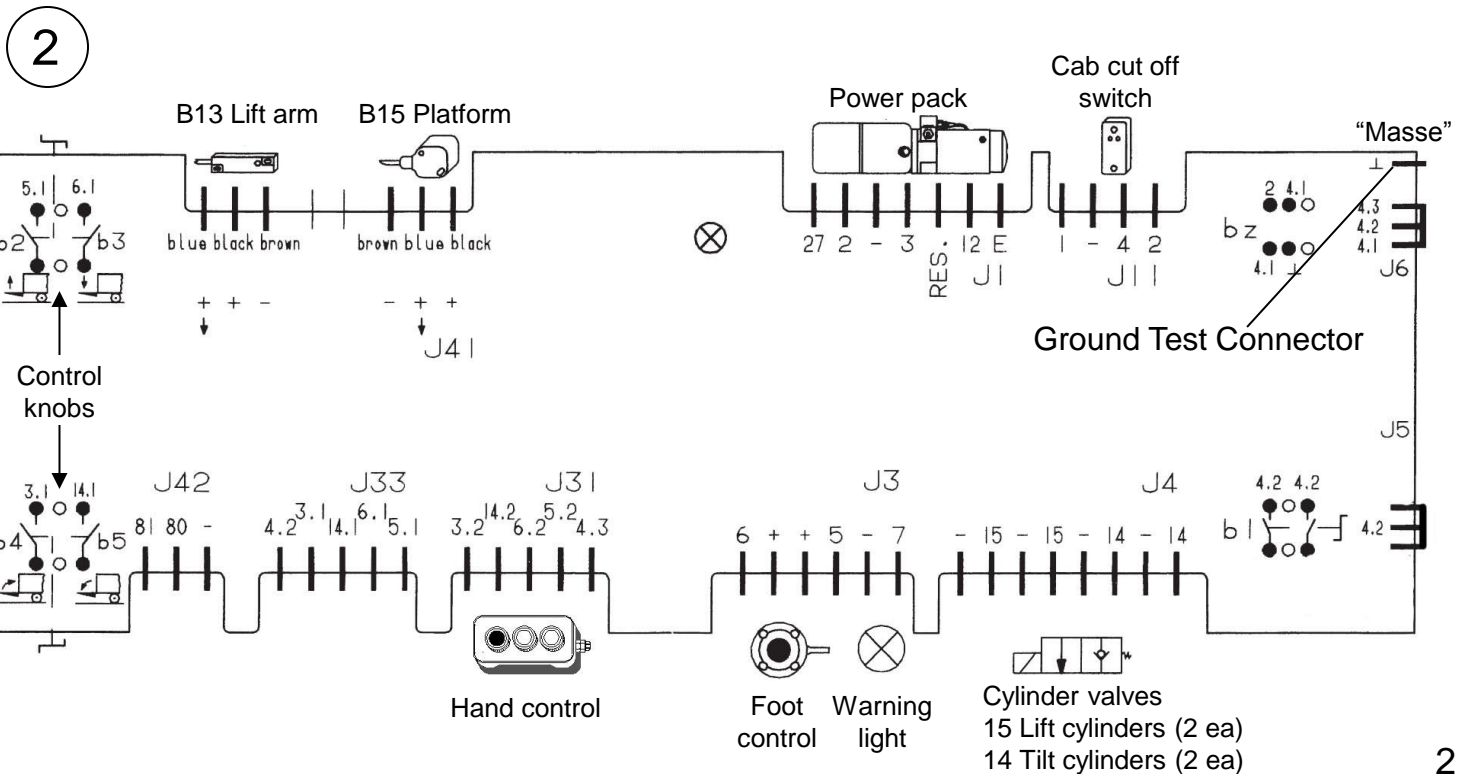 2
B13 Lift arm
B15 Platform
Power pack
Cab cut off
switch
"Masse"
5.1 6.1
b2 b3
blue black brown
brown blue black
+ + -
- + +
J41
27 2 - 3 RES. 12 E
J1
1 - 4 2
J11
2 4.1
bz
4.1 ⊥
⊥
4.3
4.2
4.1
J6
Ground Test Connector
Control
knobs
J5
3.1 14.1
b4 b5
J42
81 80 -
J33
4.2 3.1 14.1 6.1 5.1
J31
3.2 14.2 6.2 5.2 4.3
J3
6 + + 5 - 7
J4
- 15 - 15 - 14 - 14
4.2 4.2
b1
4.2
Hand control
Foot
control
Warning
light
Cylinder valves
15 Lift cylinders (2 ea)
14 Tilt cylinders (2 ea)
2